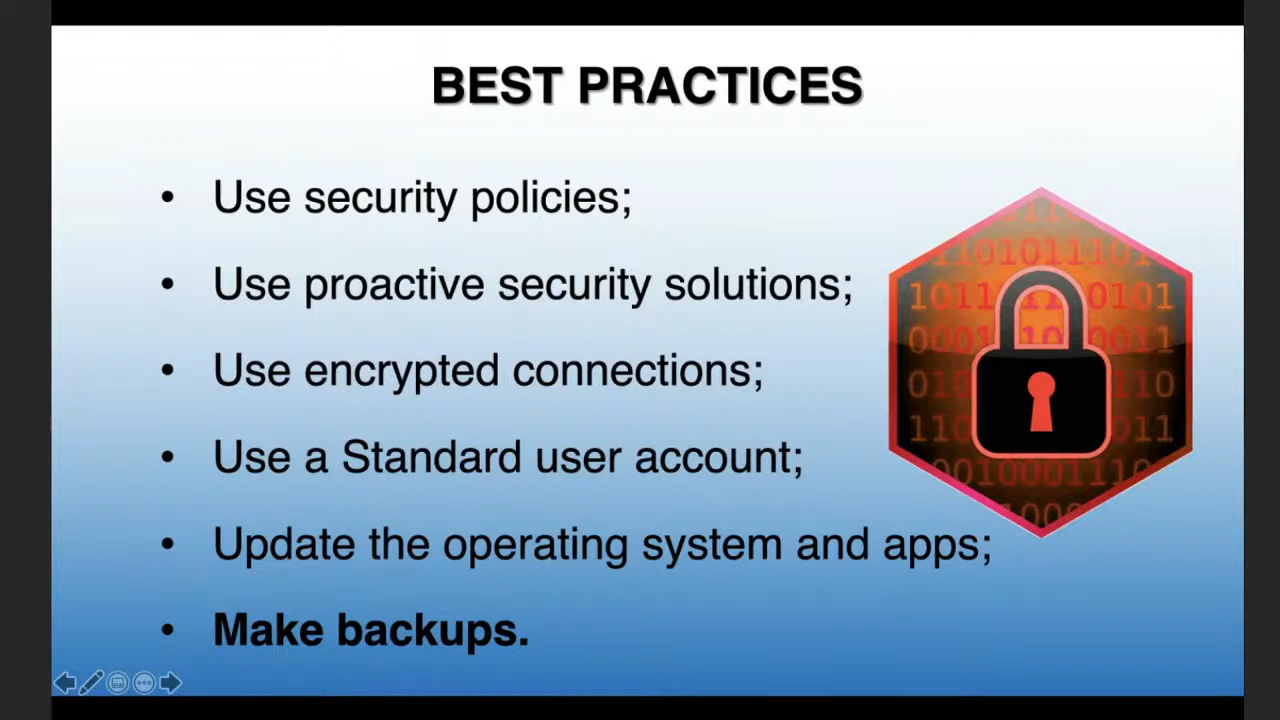 BEST PRACTICES
• Use security policies;
• Use proactive security solutions;
• Use encrypted connections;
• Use a Standard user account;
• Update the operating system and apps;
• Make backups.